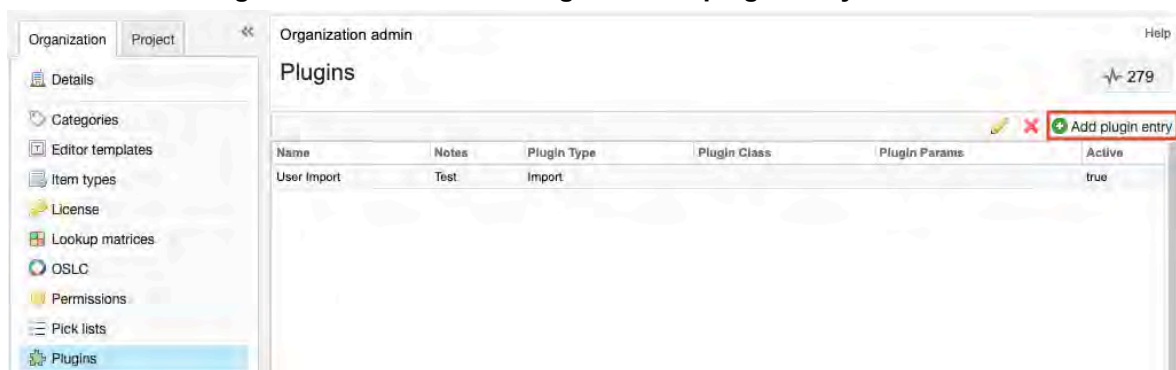 Organization Project
Details
Categories
Editor templates
Item types
License
Lookup matrices
OSLC
Permissions
Pick lists
Plugins
Organization admin Help
Plugins 279
Add plugin entry
Name Notes Plugin Type Plugin Class Plugin Params Active
User Import Test Import true